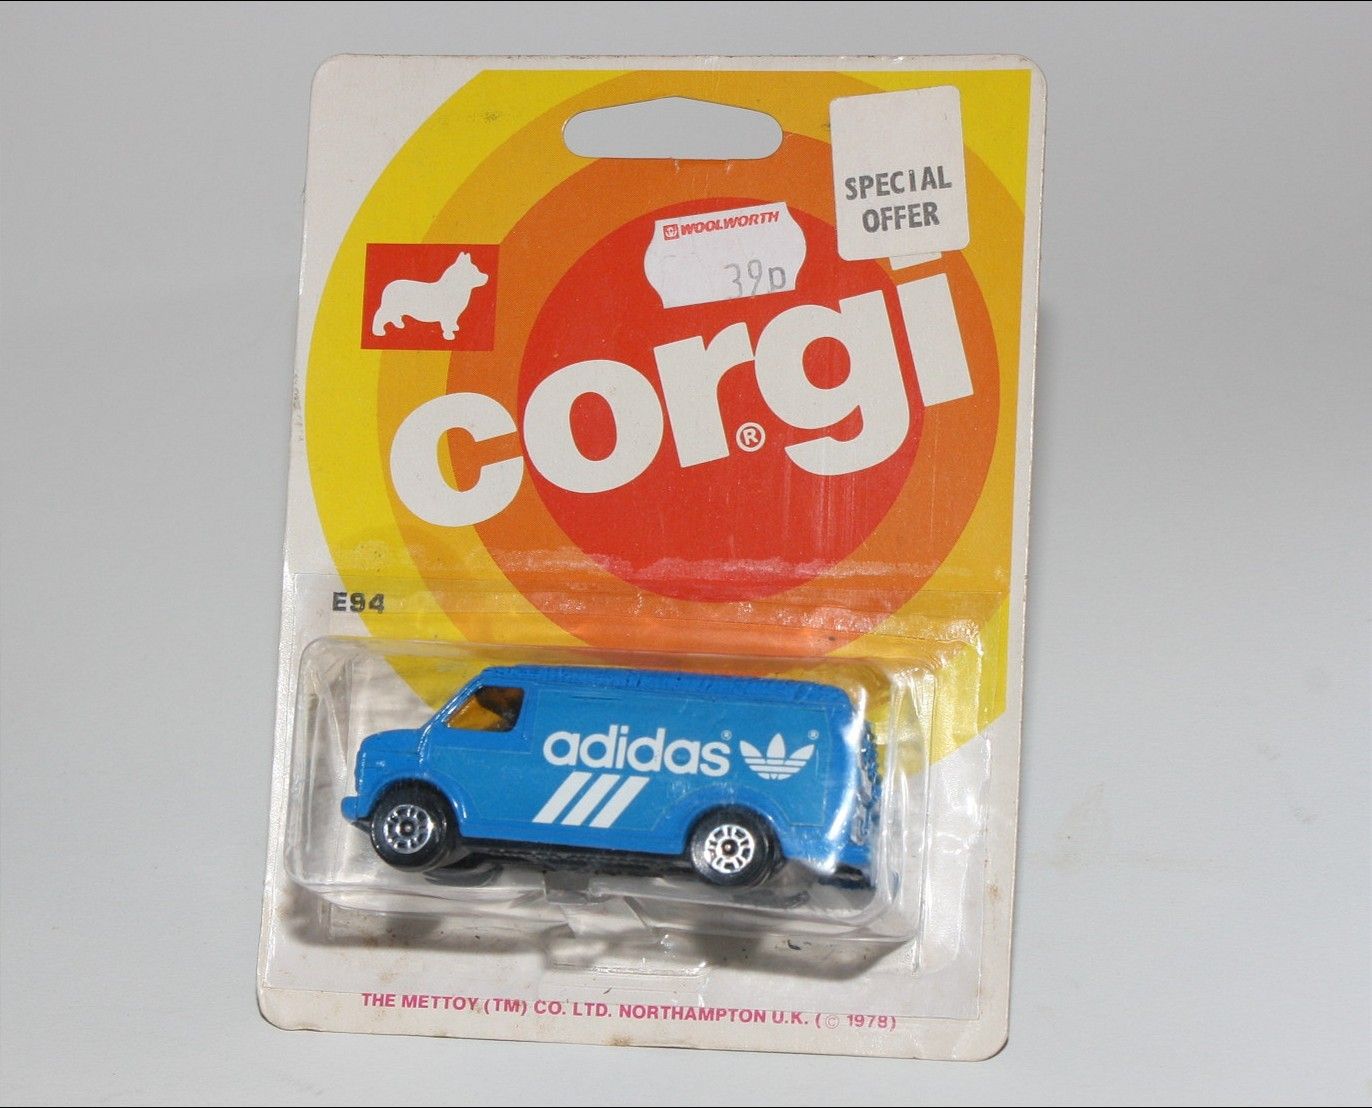 SPECIAL
OFFER
WOOLWORTH
39p
corgi®
E94
adidas® ®
THE METTOY (TM) CO. LTD. NORTHAMPTON U.K. (© 1978)